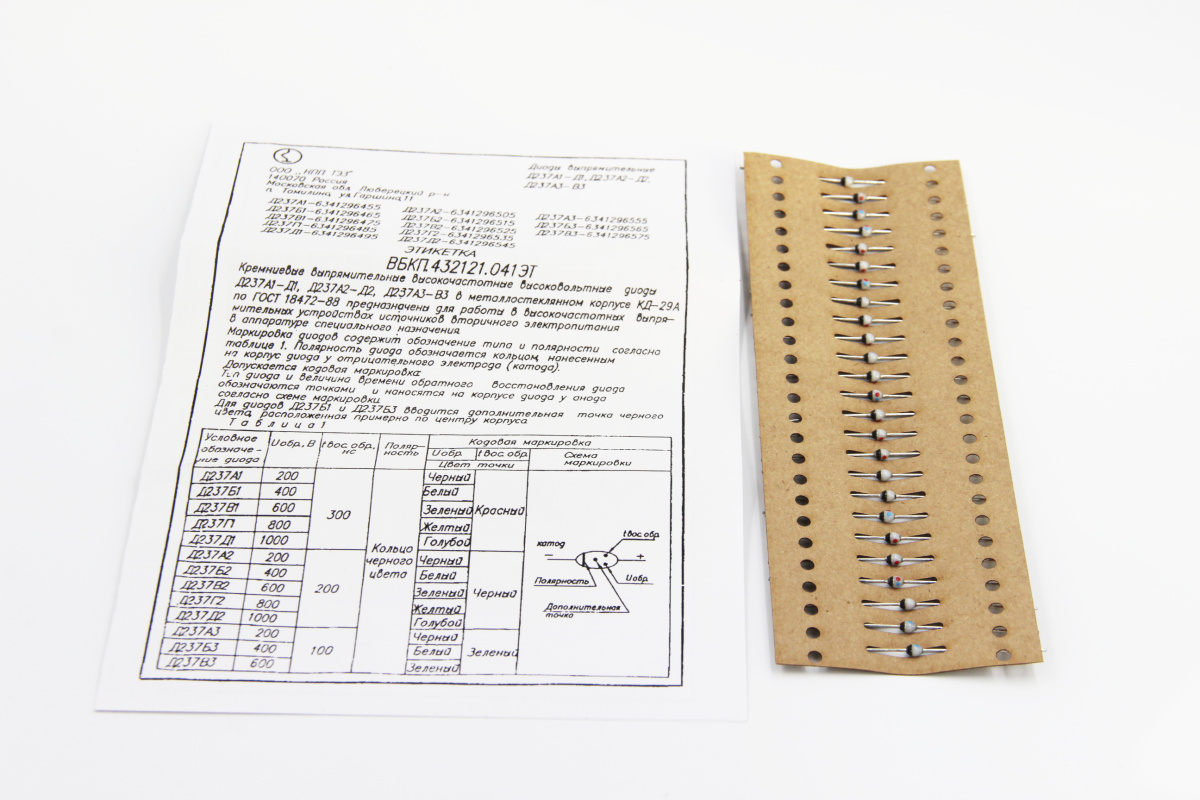 ООО „НПП ТЭЗ"
140070 Россия
Московская обл. Люберецкий р-н
п. Томилино, ул.Гаршина,11
Диоды выпрямительные
Д237А1-Д1, Д237А2-Д2,
Д237А3-В3
Д237А1-6341296455 Д237А2-6341296505 Д237А3-6341296555
Д237Б1-6341296465 Д237Б2-6341296515 Д237Б3-6341296565
Д237В1-6341296475 Д237В2-6341296525 Д237В3-6341296575
Д237Г1-6341296485 Д237Г2-6341296535
Д237Д1-6341296495 Д237Д2-6341296545
ЭТИКЕТКА
ВБКП.432121.041ЭТ
Кремниевые выпрямительные высокочастотные высоковольтные диоды
Д237А1-Д1, Д237А2-Д2, Д237А3-В3 в металлостеклянном корпусе КД-29А
по ГОСТ 18472-88 предназначены для работы в высокочастотных выпря-
мительных устройствах источников вторичного электропитания
в аппаратуре специального назначения.
Маркировка диодов содержит обозначение типа и полярности согласно
таблице 1. Полярность диода обозначается кольцом, нанесенным
на корпус диода у отрицательного электрода (катода).
Допускается кодовая маркировка:
Тип диода и величина времени обратного восстановления диода
обозначаются точками и наносятся на корпусе диода у анода
согласно схеме маркировки.
Для диодов Д237Б1 и Д237Б3 вводится дополнительная точка черного
цвета, расположенная примерно по центру корпуса.
Таблица1
Условное обозначе-ние диода Uобр., В tвос.обр., нс Поляр-ность Кодовая маркировка
Uобр. tвос. обр. Схема маркировки
Цвет точки
Д237А1 200 300 Кольцо черного цвета Черный Красный
Д237Б1 400 Белый
Д237В1 600 Зеленый
Д237Г1 800 Желтый
Д237Д1 1000 Голубой
Д237А2 200 200 Черный Черный
Д237Б2 400 Белый
Д237В2 600 Зеленый
Д237Г2 800 Желтый
Д237Д2 1000 Голубой
Д237А3 200 100 Черный Зеленый
Д237Б3 400 Белый
Д237В3 600 Зеленый
tвос.обр.
катод
- +
Полярность Uобр.
Дополнительная
точка